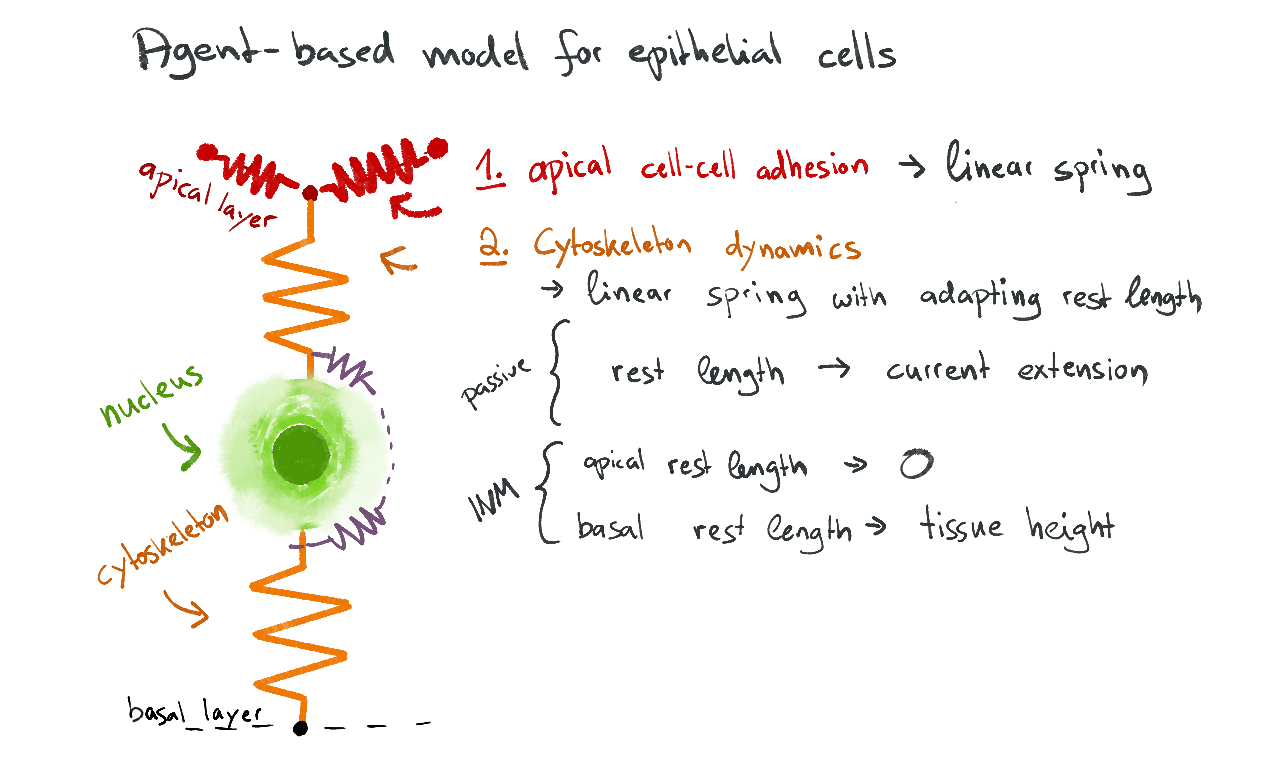 Agent-based model for epithelial cells
apical layer
1. apical cell-cell adhesion → linear spring
2. Cytoskeleton dynamics
→ linear spring with adapting rest length
passive
rest length → current extension
nucleus
INM
apical rest length → 0
basal rest length → tissue height
cytoskeleton
basal layer